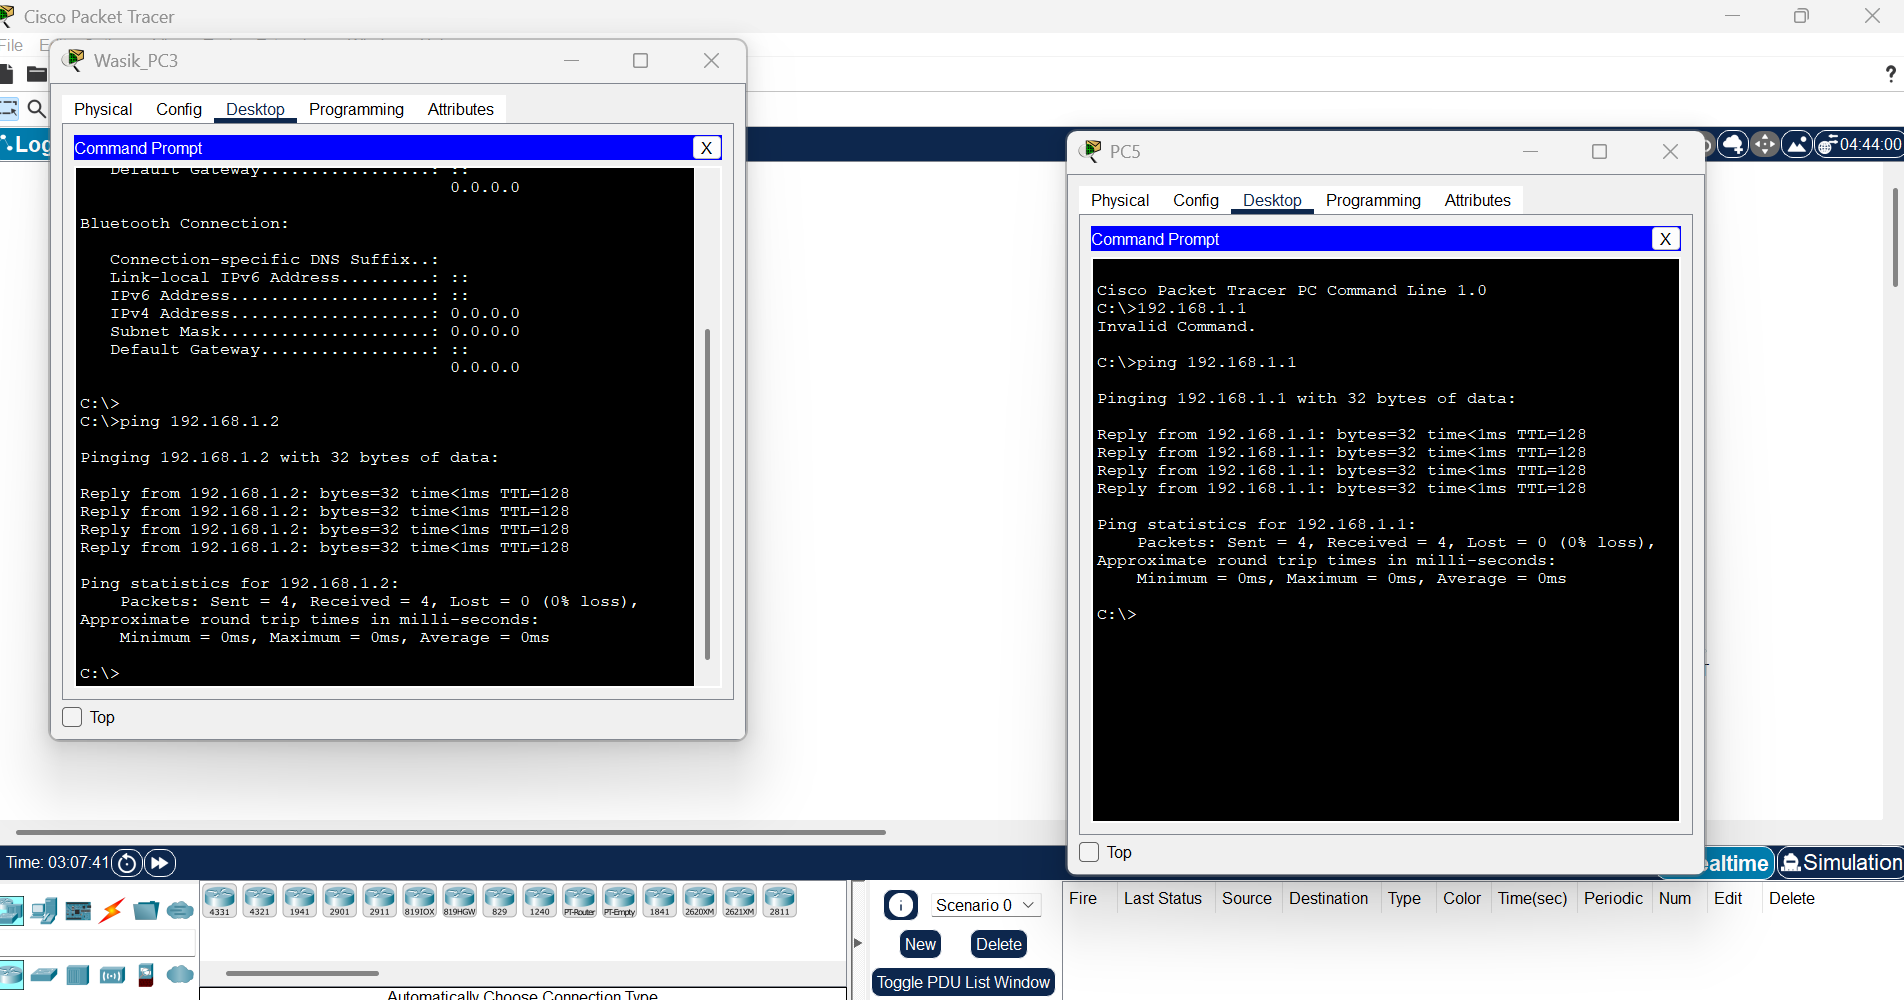 Cisco Packet Tracer
File
Wasik_PC3
Physical Config Desktop Programming Attributes
Command Prompt X
Default Gateway.................: ::
0.0.0.0
Bluetooth Connection:
Connection-specific DNS Suffix..:
Link-local IPv6 Address.........: ::
IPv6 Address....................: ::
IPv4 Address....................: 0.0.0.0
Subnet Mask.....................: 0.0.0.0
Default Gateway.................: ::
0.0.0.0
C:\>
C:\>ping 192.168.1.2
Pinging 192.168.1.2 with 32 bytes of data:
Reply from 192.168.1.2: bytes=32 time<1ms TTL=128
Reply from 192.168.1.2: bytes=32 time<1ms TTL=128
Reply from 192.168.1.2: bytes=32 time<1ms TTL=128
Reply from 192.168.1.2: bytes=32 time<1ms TTL=128
Ping statistics for 192.168.1.2:
Packets: Sent = 4, Received = 4, Lost = 0 (0% loss),
Approximate round trip times in milli-seconds:
Minimum = 0ms, Maximum = 0ms, Average = 0ms
C:\>
Top
?
Log
04:44:00
PC5
Physical Config Desktop Programming Attributes
Command Prompt X
Cisco Packet Tracer PC Command Line 1.0
C:\>192.168.1.1
Invalid Command.
C:\>ping 192.168.1.1
Pinging 192.168.1.1 with 32 bytes of data:
Reply from 192.168.1.1: bytes=32 time<1ms TTL=128
Reply from 192.168.1.1: bytes=32 time<1ms TTL=128
Reply from 192.168.1.1: bytes=32 time<1ms TTL=128
Reply from 192.168.1.1: bytes=32 time<1ms TTL=128
Ping statistics for 192.168.1.1:
Packets: Sent = 4, Received = 4, Lost = 0 (0% loss),
Approximate round trip times in milli-seconds:
Minimum = 0ms, Maximum = 0ms, Average = 0ms
C:\>
Top
Time: 03:07:41
ealtime Simulation
4331 4321 1941 2901 2911 819IOX 819HGW 829 1240 PT-Router PT-Empty 1841 2620XM 2621XM 2811
Automatically Choose Connection Type
Scenario 0
New Delete
Toggle PDU List Window
Fire Last Status Source Destination Type Color Time(sec) Periodic Num Edit Delete